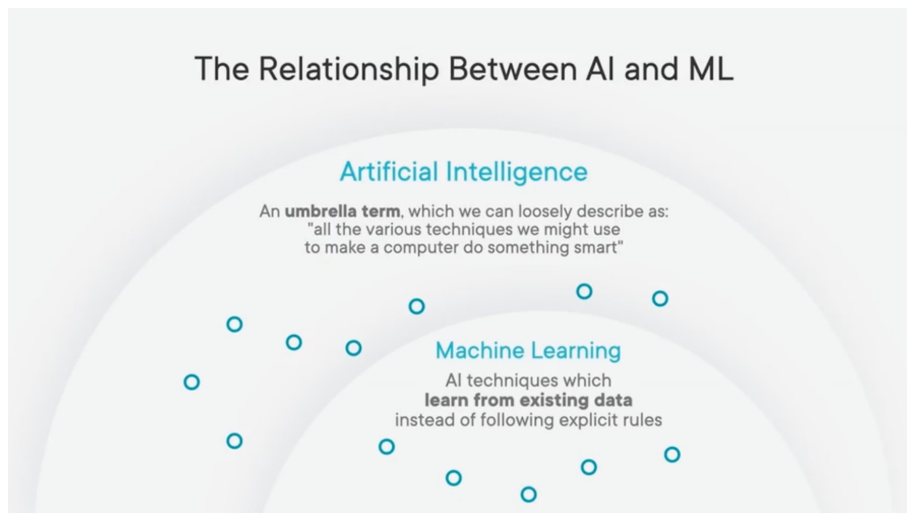 The Relationship Between AI and ML
Artificial Intelligence
An umbrella term, which we can loosely describe as:
"all the various techniques we might use
to make a computer do something smart"
Machine Learning
AI techniques which
learn from existing data
instead of following explicit rules